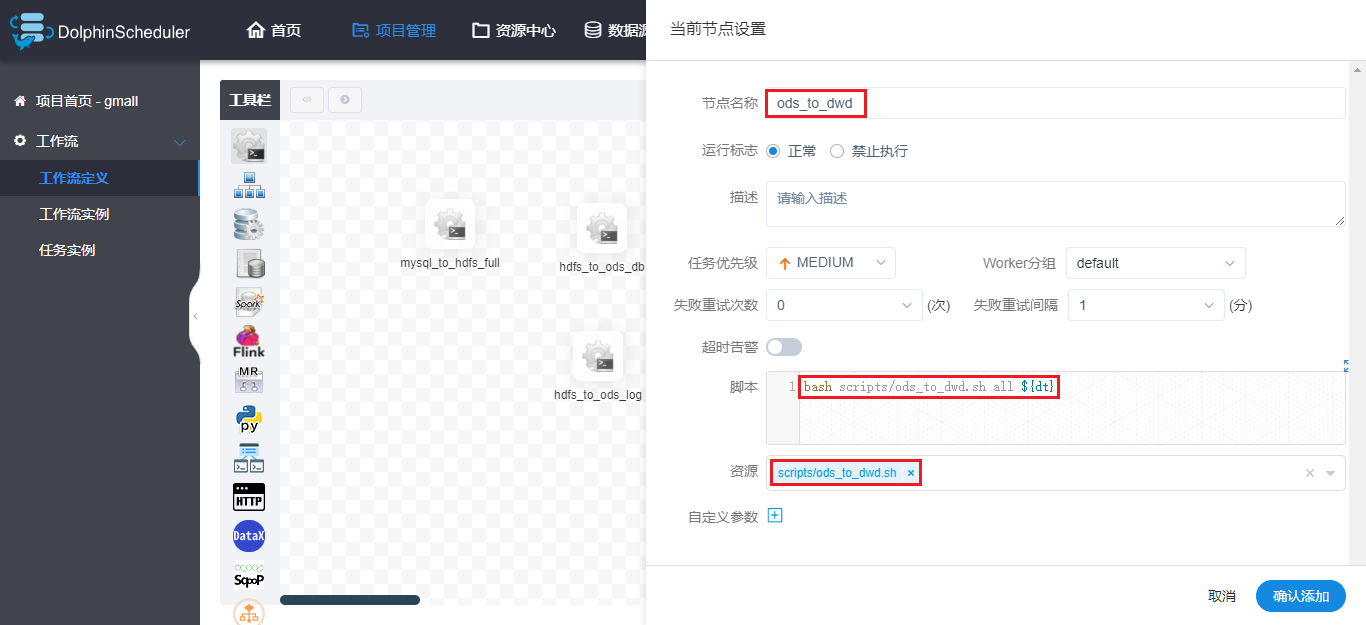 DolphinScheduler
首页
项目管理
资源中心
数据源
项目首页 - gmall
工作流
工作流定义
工作流实例
任务实例
工具栏
Spark
Flink
MR
py
HTTP
DataX
Sqoop
mysql_to_hdfs_full
hdfs_to_ods_db
hdfs_to_ods_log
当前节点设置
节点名称 ods_to_dwd
运行标志 正常 禁止执行
描述 请输入描述
任务优先级 MEDIUM Worker分组 default
失败重试次数 0 (次) 失败重试间隔 1 (分)
超时告警
脚本 1 bash scripts/ods_to_dwd.sh all ${dt}
资源 scripts/ods_to_dwd.sh ×
自定义参数
取消 确认添加